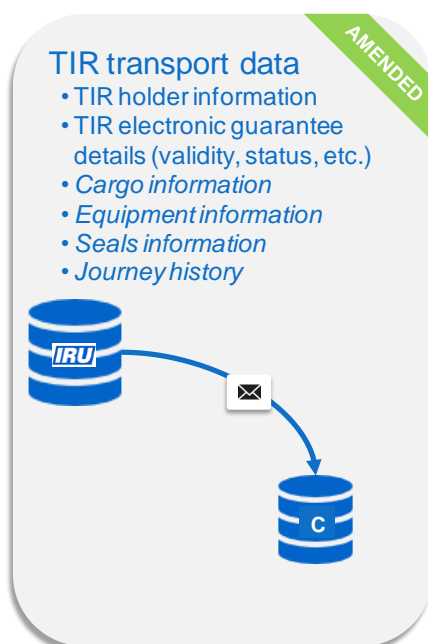 AMENDED
TIR transport data
• TIR holder information
• TIR electronic guarantee
details (validity, status, etc.)
• Cargo information
• Equipment information
• Seals information
• Journey history
IRU
C